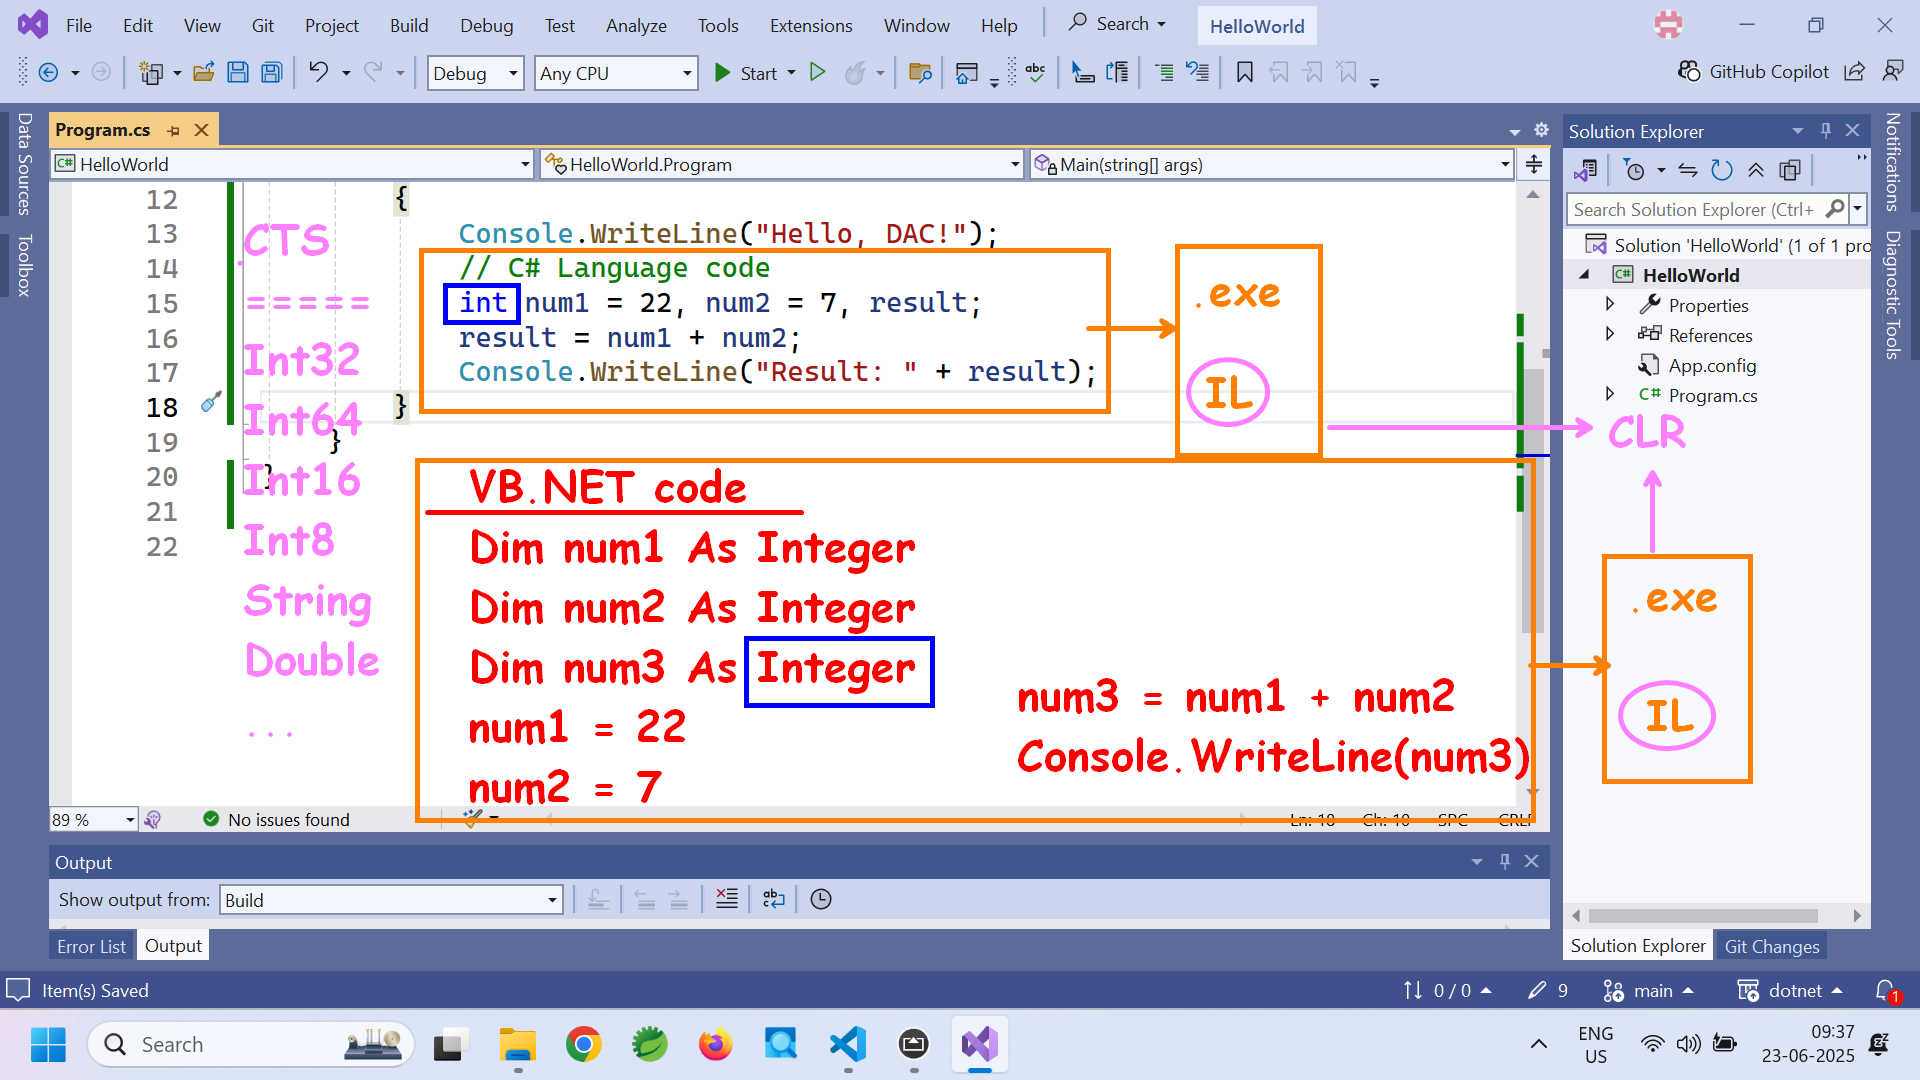 File Edit View Git Project Build Debug Test Analyze Tools Extensions Window Help Search HelloWorld
Debug Any CPU Start abc GitHub Copilot
Data Sources
Toolbox
Program.cs
HelloWorld HelloWorld.Program Main(string[] args)
12 {
13 Console.WriteLine("Hello, DAC!");
14 // C# Language code
15 int num1 = 22, num2 = 7, result;
16 result = num1 + num2;
17 Console.WriteLine("Result: " + result);
18 }
19 }
20 }
21
22
CTS
=====
Int32
Int64
Int16
Int8
String
Double
...
.exe
IL
CLR
VB.NET code
Dim num1 As Integer
Dim num2 As Integer
Dim num3 As Integer
num1 = 22
num2 = 7
num3 = num1 + num2
Console.WriteLine(num3)
.exe
IL
89 % No issues found Ln: 18 Ch: 10 SPC CRLF
Output
Show output from: Build
Error List Output
Solution Explorer
Search Solution Explorer (Ctrl+
Solution 'HelloWorld' (1 of 1 pro
C# HelloWorld
Properties
References
App.config
C# Program.cs
Solution Explorer Git Changes
Notifications
Diagnostic Tools
Item(s) Saved 0 / 0 9 main dotnet 1
Search
ENG
US
09:37
23-06-2025